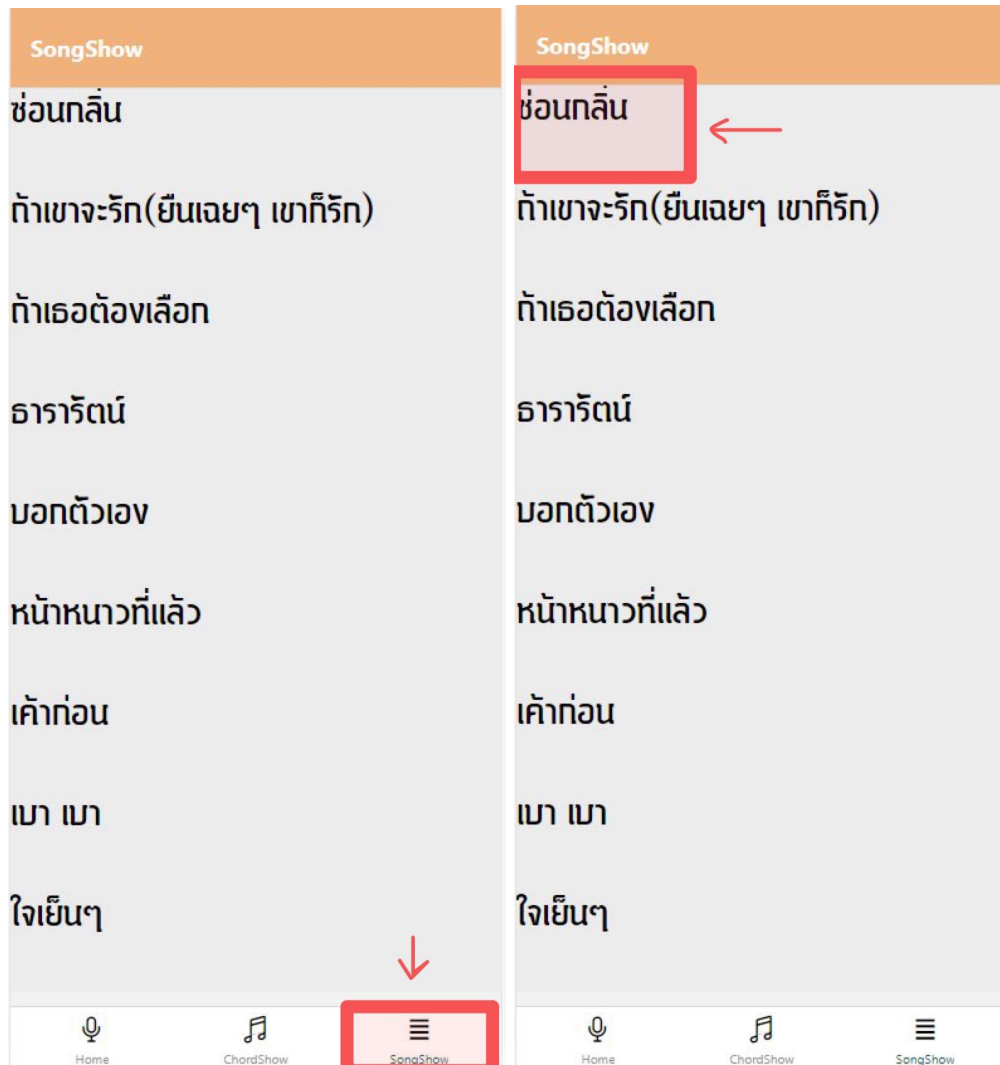 SongShow
ซ่อนกลิ่น
ถ้าเขาจะรัก(ยืนเฉยๆ เขาก็รัก)
ถ้าเธอต้องเลือก
ธารารัตน์
บอกตัวเอง
หน้าหนาวที่แล้ว
เค้าก่อน
เบา เบา
ใจเย็นๆ
Home
ChordShow
SongShow
SongShow
ซ่อนกลิ่น
ถ้าเขาจะรัก(ยืนเฉยๆ เขาก็รัก)
ถ้าเธอต้องเลือก
ธารารัตน์
บอกตัวเอง
หน้าหนาวที่แล้ว
เค้าก่อน
เบา เบา
ใจเย็นๆ
Home
ChordShow
SongShow